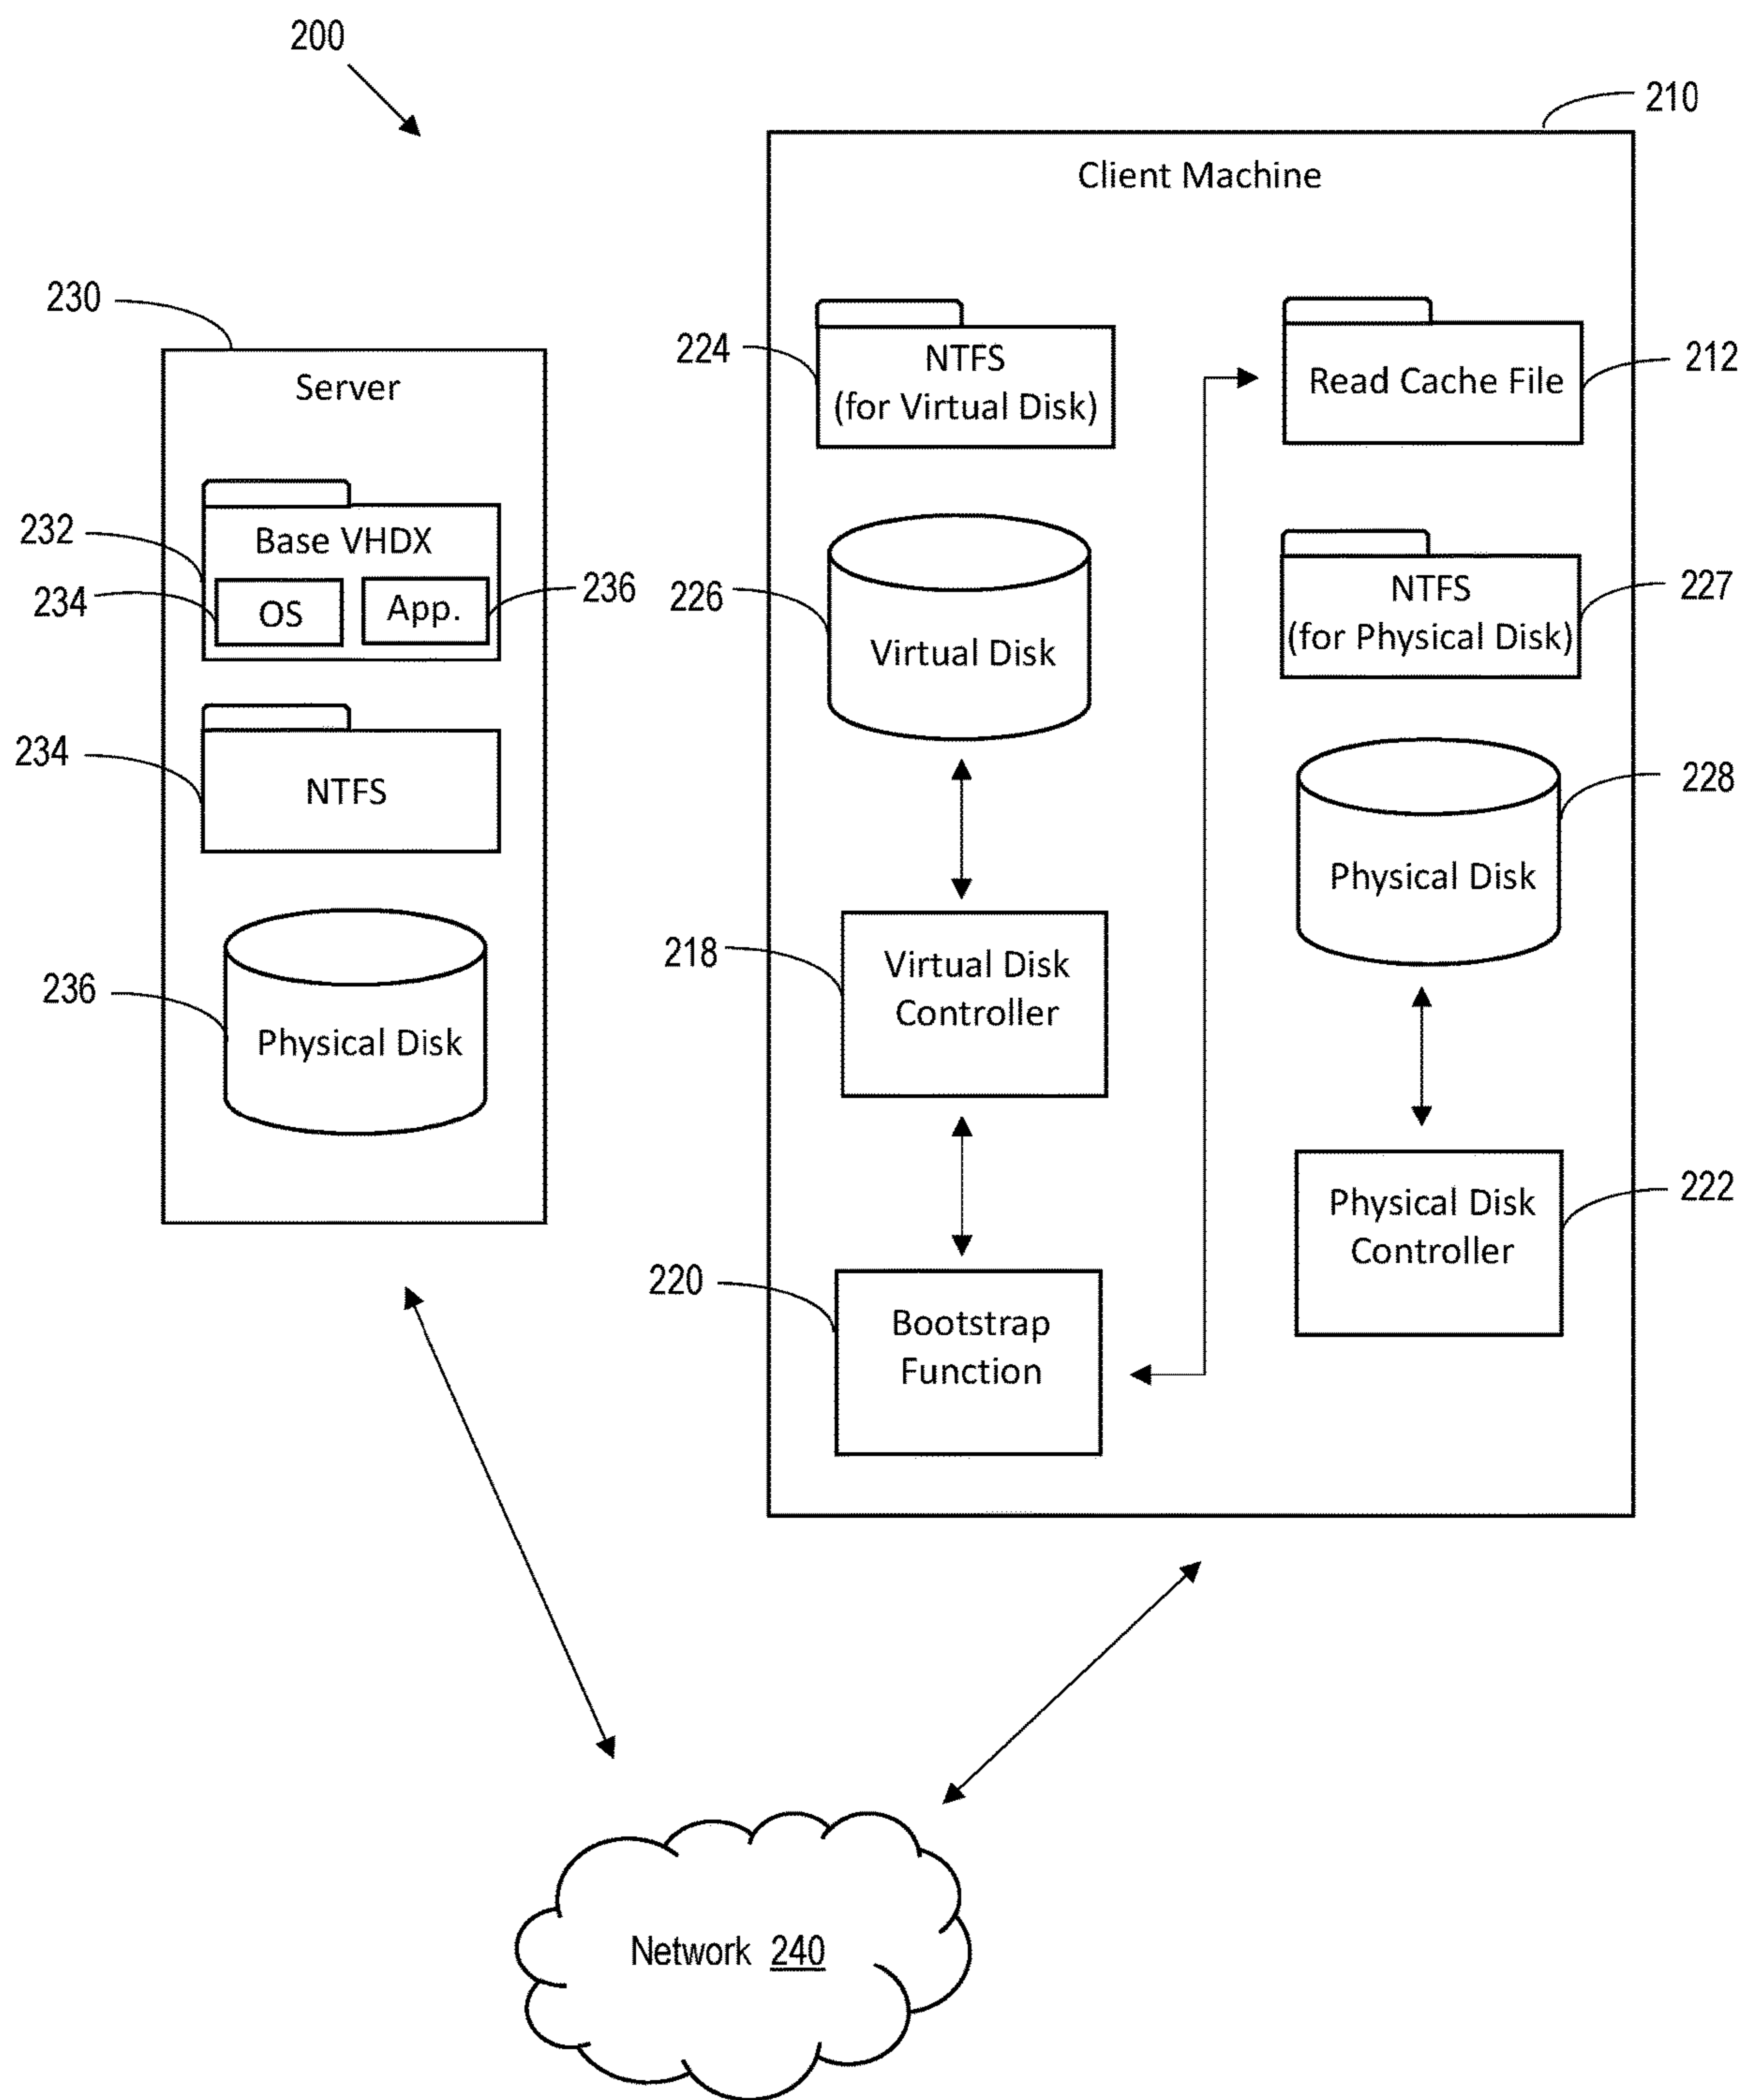 200
210
Client Machine
230
Server
224
NTFS
(for Virtual Disk)
Read Cache File
212
232
Base VHDX
234
OS
App.
236
226
Virtual Disk
NTFS
(for Physical Disk)
227
234
NTFS
Physical Disk
228
236
Physical Disk
218
Virtual Disk
Controller
Physical Disk
Controller
222
220
Bootstrap
Function
Network 240